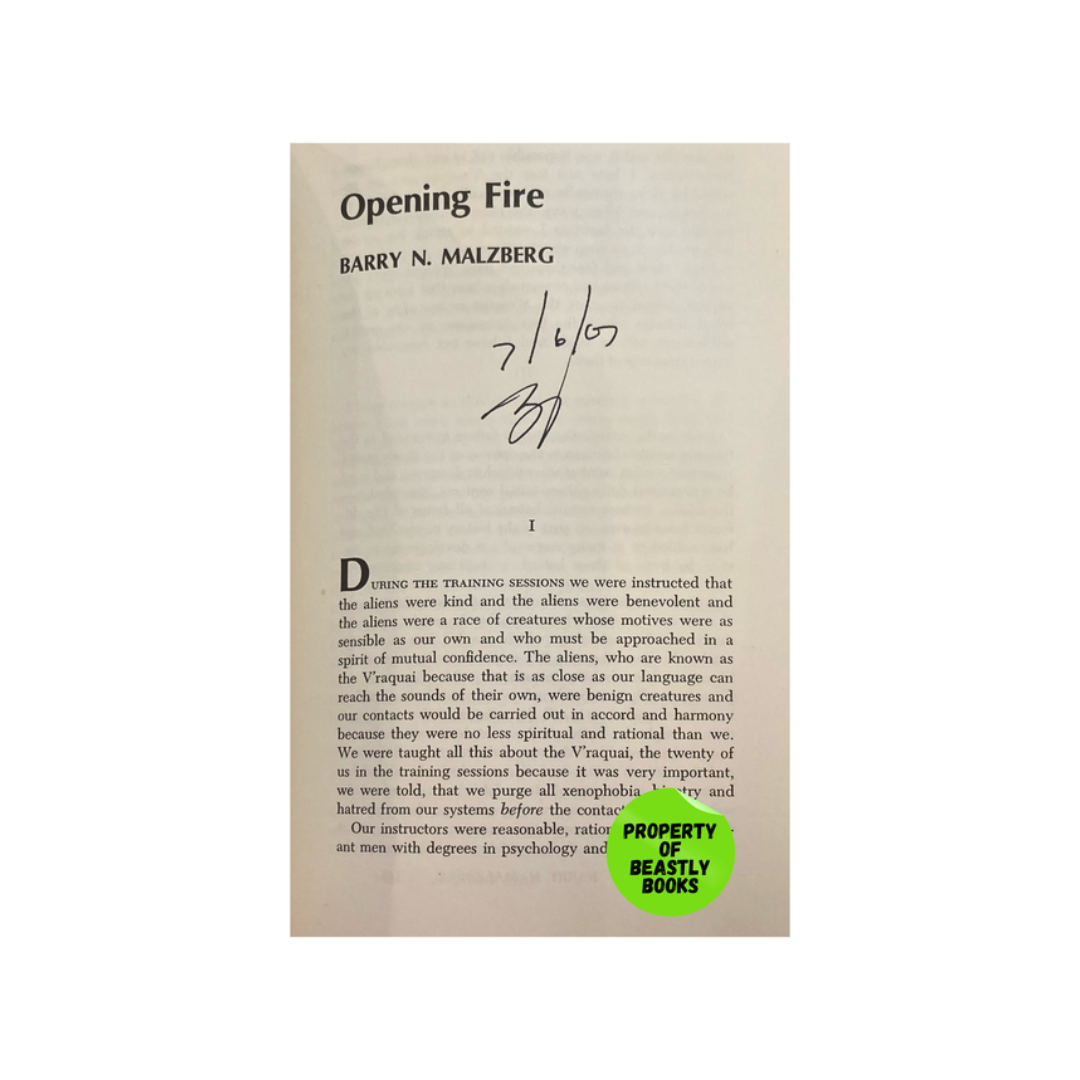 Opening Fire
BARRY N. MALZBERG
7/6/07
I
DURING THE TRAINING SESSIONS we were instructed that
the aliens were kind and the aliens were benevolent and
the aliens were a race of creatures whose motives were as
sensible as our own and who must be approached in a
spirit of mutual confidence. The aliens, who are known as
the V'raquai because that is as close as our language can
reach the sounds of their own, were benign creatures and
our contacts would be carried out in accord and harmony
because they were no less spiritual and rational than we.
We were taught all this about the V'raquai, the twenty of
us in the training sessions because it was very important,
we were told, that we purge all xenophobia, and
hatred from our systems before the
Our instructors were reasonable,
ant men with degrees in psychology and
PROPERTY
OF
BEASTLY
BOOKS